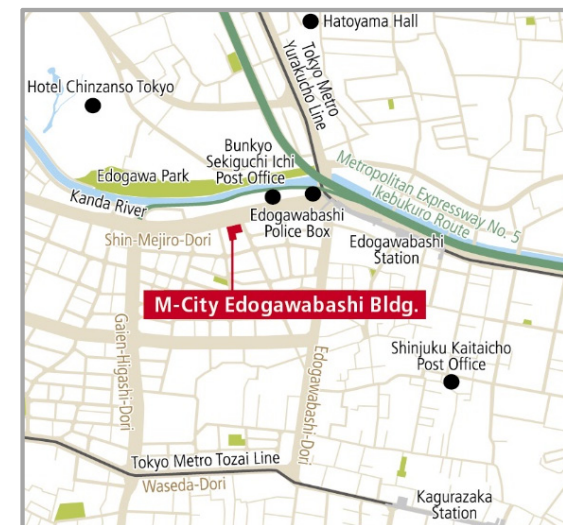 Hatoyama Hall
Tokyo Metro
Yurakucho Line
Hotel Chinzanso Tokyo
Bunkyo
Sekiguchi Ichi
Post Office
Metropolitan Expressway No. 5
Ikebukuro Route
Edogawa Park
Kanda River
Edogawabashi
Police Box
Shin-Mejiro-Dori
Edogawabashi
Station
M-City Edogawabashi Bldg.
Gaien-Higashi-Dori
Edogawabashi-Dori
Shinjuku Kaitaicho
Post Office
Tokyo Metro Tozai Line
Waseda-Dori
Kagurazaka
Station